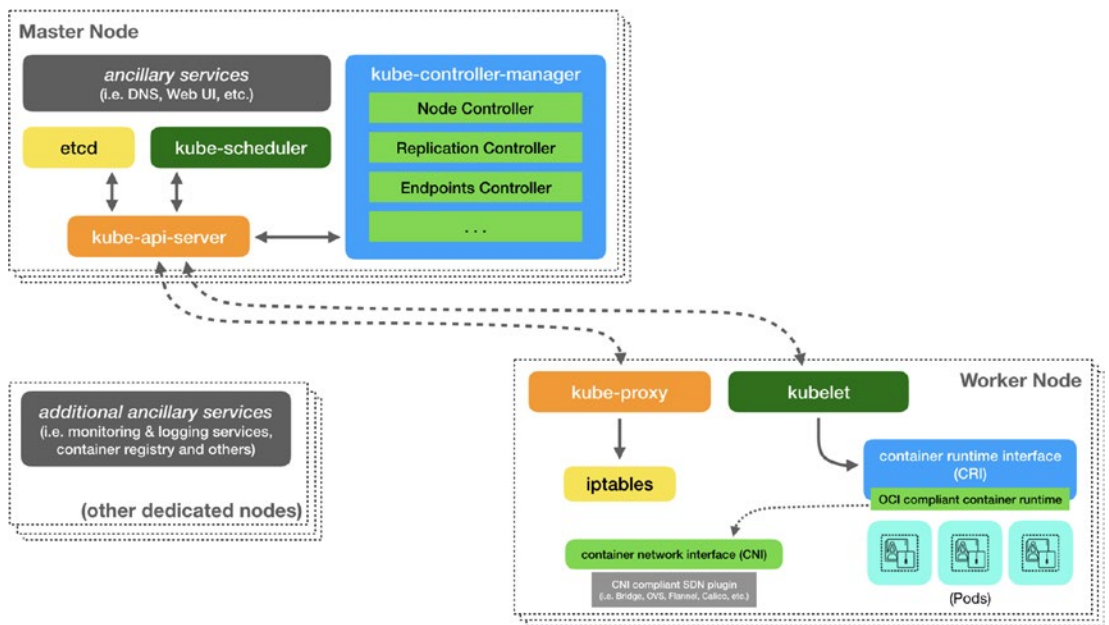 Master Node
ancillary services
(i.e. DNS, Web UI, etc.)
kube-controller-manager
Node Controller
Replication Controller
Endpoints Controller
. . .
etcd
kube-scheduler
kube-api-server
additional ancillary services
(i.e. monitoring & logging services,
container registry and others)
(other dedicated nodes)
Worker Node
kube-proxy
kubelet
iptables
container runtime interface
(CRI)
OCI compliant container runtime
container network interface (CNI)
CNI compliant SDN plugin
(i.e. Bridge, OVS, Flannel, Calico, etc.)
(Pods)